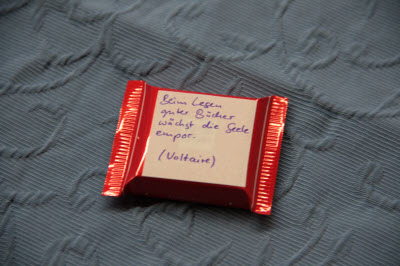 Beim Lesen
guter Bücher
wächst die Seele
empor.
(Voltaire)